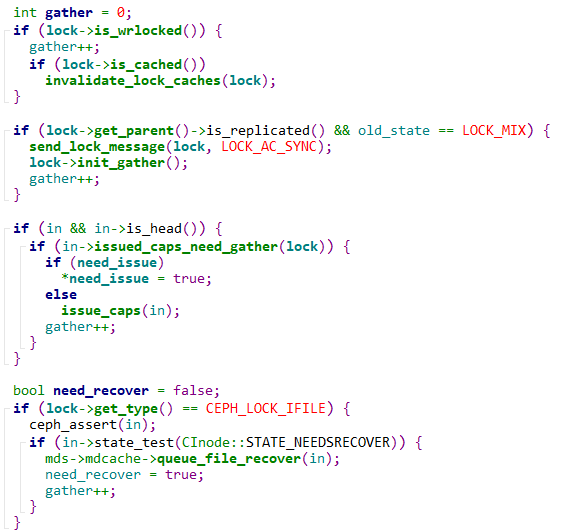 int gather = 0;
if (lock->is_wrlocked()) {
  gather++;
  if (lock->is_cached())
    invalidate_lock_caches(lock);
}

if (lock->get_parent()->is_replicated() && old_state == LOCK_MIX) {
  send_lock_message(lock, LOCK_AC_SYNC);
  lock->init_gather();
  gather++;
}

if (in && in->is_head()) {
  if (in->issued_caps_need_gather(lock)) {
    if (need_issue)
      *need_issue = true;
    else
      issue_caps(in);
    gather++;
  }
}

bool need_recover = false;
if (lock->get_type() == CEPH_LOCK_IFILE) {
  ceph_assert(in);
  if (in->state_test(CInode::STATE_NEEDSRECOVER)) {
    mds->mdcache->queue_file_recover(in);
    need_recover = true;
    gather++;
  }
}